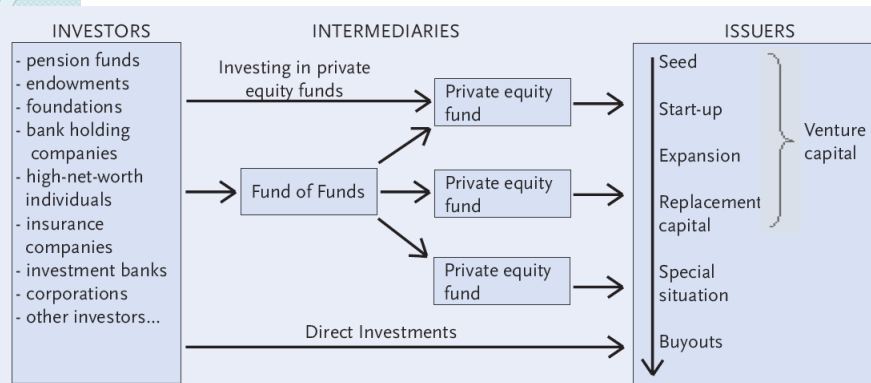 INVESTORS
- pension funds
- endowments
- foundations
- bank holding
companies
- high-net-worth
individuals
- insurance
companies
- investment banks
- corporations
- other investors...
INTERMEDIARIES
Investing in private
equity funds
Private equity
fund
Fund of Funds
Private equity
fund
Private equity
fund
Direct Investments
ISSUERS
Seed
Start-up
Expansion
Replacement
capital
Special
situation
Buyouts
Venture
capital